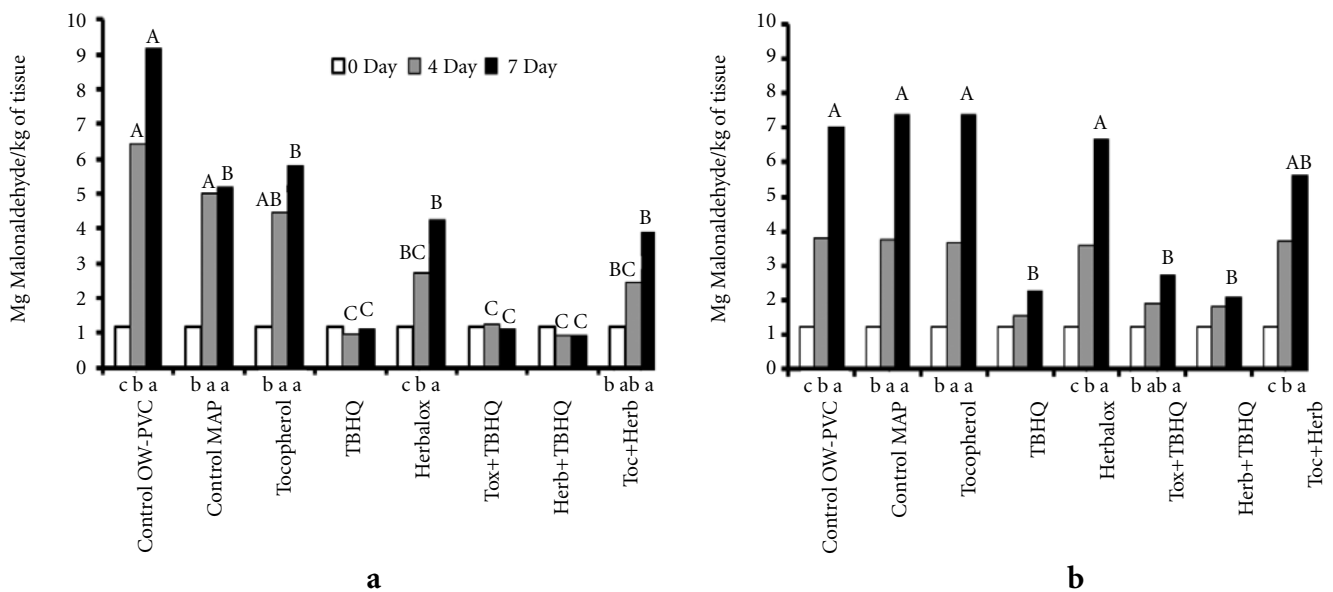 Mg Malonaldehyde/kg of tissue
10
9
8
7
6
5
4
3
2
1
0
0 Day 4 Day 7 Day
A A
A B
AB B
C C
BC B
C C
C C
BC B
c b a
b a a
b a a
c b a
b ab a
Control OW-PVC
Control MAP
Tocopherol
TBHQ
Herbalox
Tox+TBHQ
Herb+TBHQ
Toc+Herb
a
Mg Malonaldehyde/kg of tissue
10
9
8
7
6
5
4
3
2
1
0
A
A
A
B
A
B
B
AB
c b a
b a a
b a a
c b a
b ab a
c b a
Control OW-PVC
Control MAP
Tocopherol
TBHQ
Herbalox
Tox+TBHQ
Herb+TBHQ
Toc+Herb
b